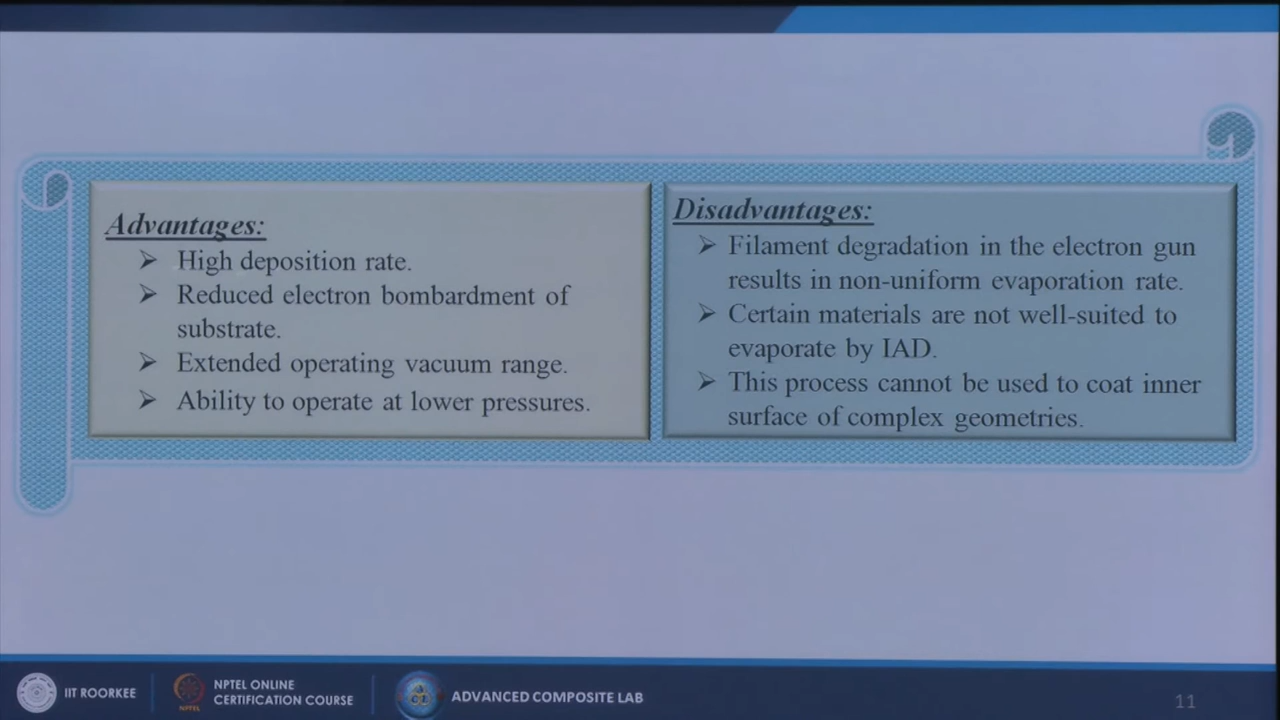 Advantages:
➢ High deposition rate.
➢ Reduced electron bombardment of
substrate.
➢ Extended operating vacuum range.
➢ Ability to operate at lower pressures.
Disadvantages:
➢ Filament degradation in the electron gun
results in non-uniform evaporation rate.
➢ Certain materials are not well-suited to
evaporate by IAD.
➢ This process cannot be used to coat inner
surface of complex geometries.
IIT ROORKEE
NPTEL ONLINE
CERTIFICATION COURSE
NPTEL
ADVANCED COMPOSITE LAB
11